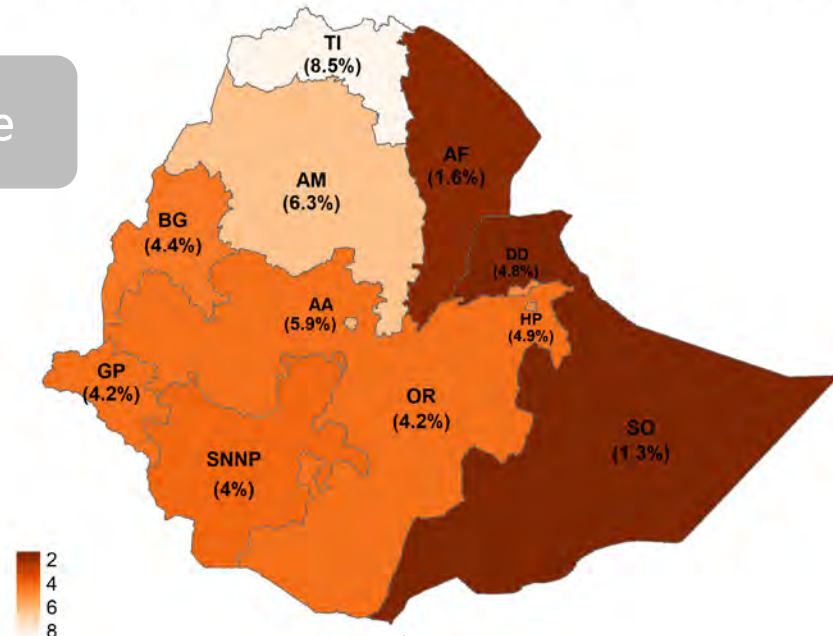 e
TI
(8.5%)
AF
(1.6%)
AM
(6.3%)
BG
(4.4%)
DD
(4.8%)
AA
(5.9%)
HP
(4.9%)
GP
(4.2%)
OR
(4.2%)
SO
(1.3%)
SNNP
(4%)
2
4
6
8